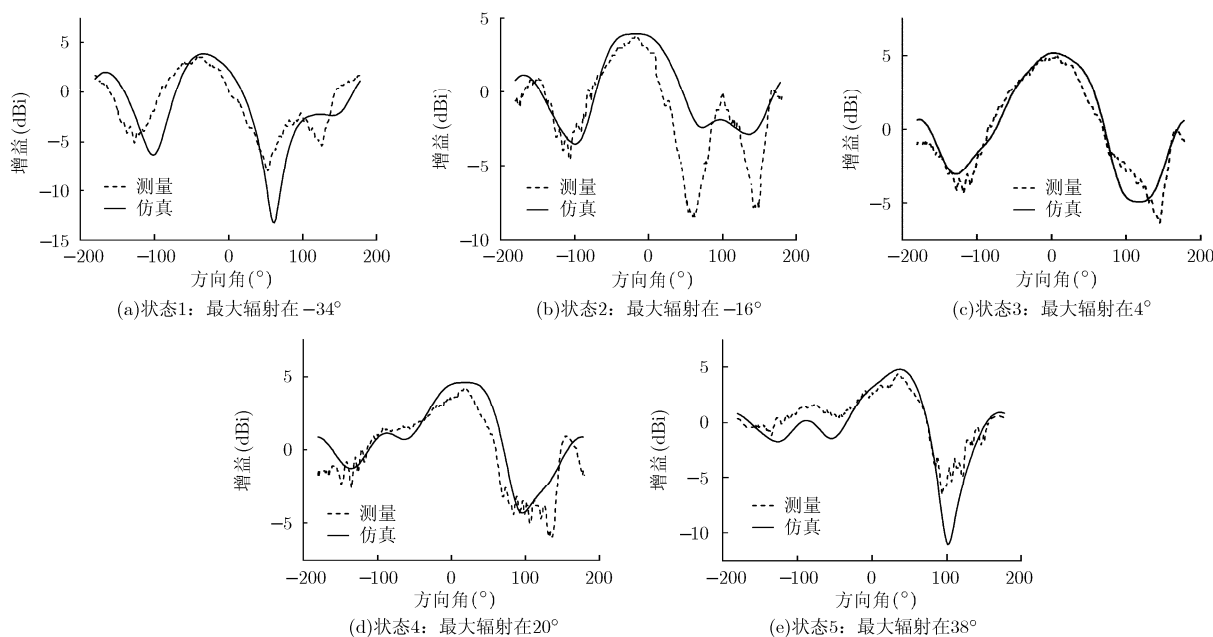 5
0
−5
−10
−15
增益(dBi)
测量
仿真
−200 −100 0 100 200
方向角(°)
(a)状态1：最大辐射在−34°
5
0
−5
−10
增益(dBi)
测量
仿真
−200 −100 0 100 200
方向角(°)
(b)状态2：最大辐射在−16°
5
0
−5
增益(dBi)
测量
仿真
−200 −100 0 100 200
方向角(°)
(c)状态3：最大辐射在4°
5
0
−5
增益(dBi)
测量
仿真
−200 −100 0 100 200
方向角(°)
(d)状态4：最大辐射在20°
5
0
−5
−10
增益(dBi)
测量
仿真
−200 −100 0 100 200
方向角(°)
(e)状态5：最大辐射在38°